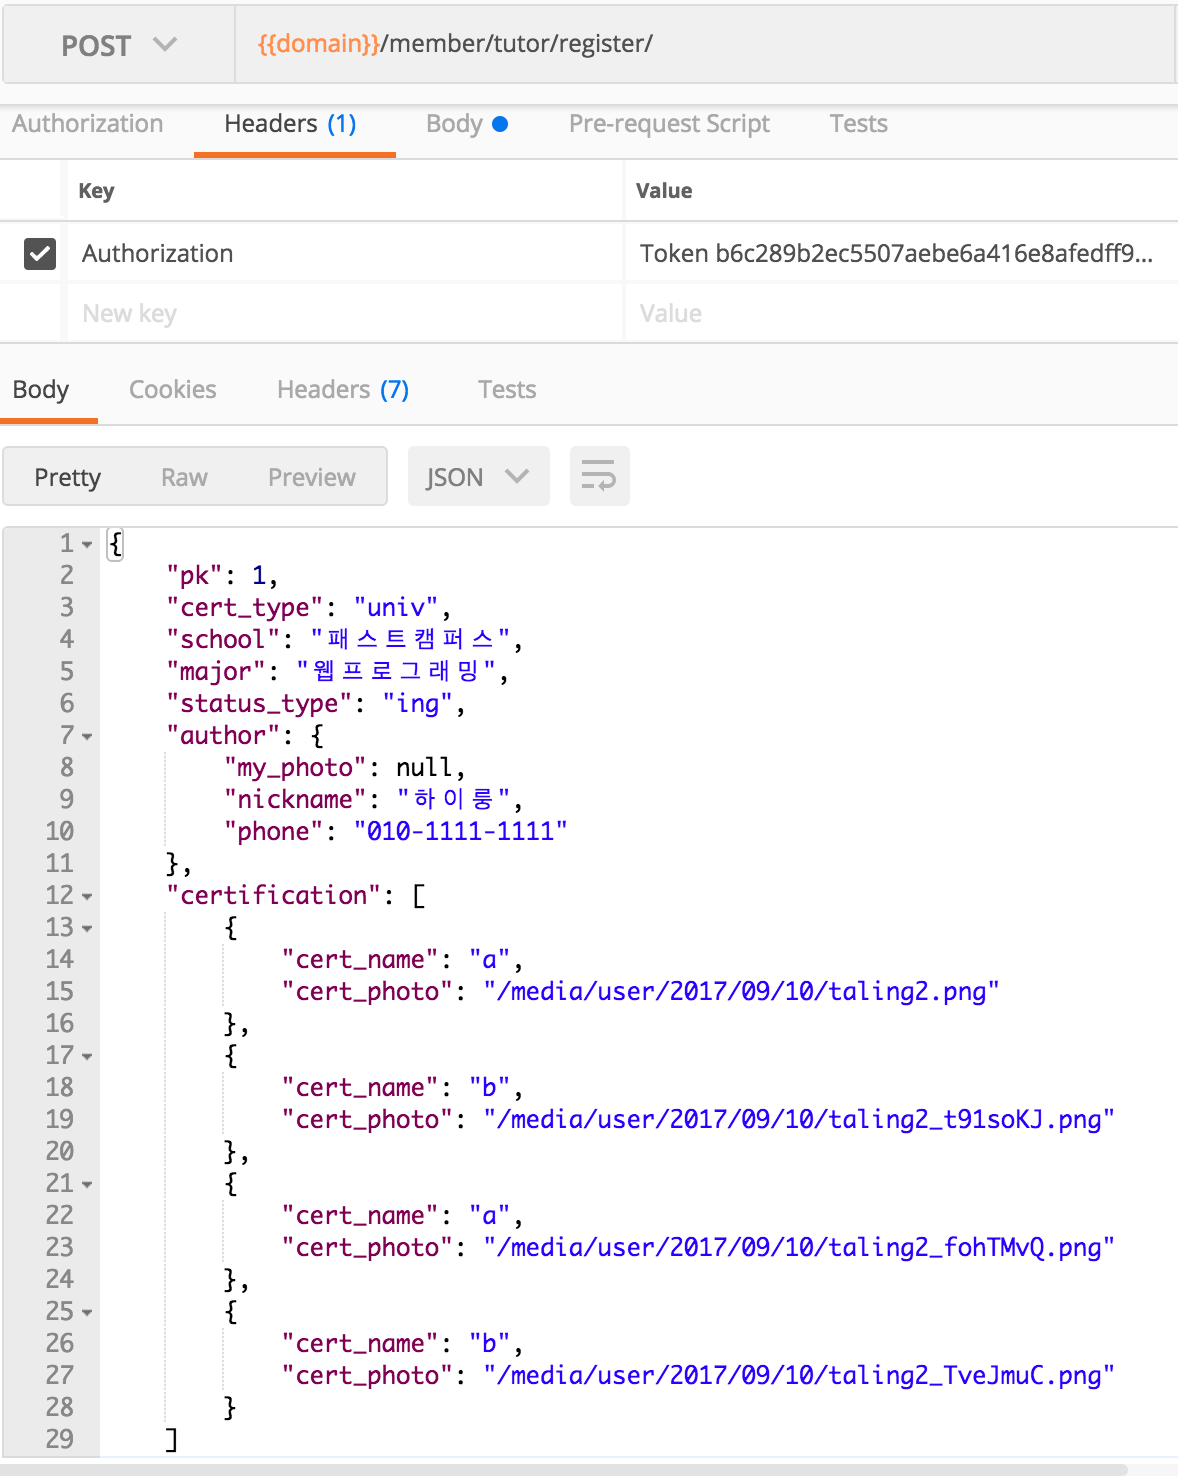 POST {{domain}}/member/tutor/register/
Authorization Headers (1) Body Pre-request Script Tests
Key Value
Authorization Token b6c289b2ec5507aebe6a416e8afedff9...
New key Value
Body Cookies Headers (7) Tests
Pretty Raw Preview JSON
1 {
2 "pk": 1,
3 "cert_type": "univ",
4 "school": "패스트캠퍼스",
5 "major": "웹프로그래밍",
6 "status_type": "ing",
7 "author": {
8 "my_photo": null,
9 "nickname": "하이룽",
10 "phone": "010-1111-1111"
11 },
12 "certification": [
13 {
14 "cert_name": "a",
15 "cert_photo": "/media/user/2017/09/10/taling2.png"
16 },
17 {
18 "cert_name": "b",
19 "cert_photo": "/media/user/2017/09/10/taling2_t91soKJ.png"
20 },
21 {
22 "cert_name": "a",
23 "cert_photo": "/media/user/2017/09/10/taling2_fohTMvQ.png"
24 },
25 {
26 "cert_name": "b",
27 "cert_photo": "/media/user/2017/09/10/taling2_TveJmuC.png"
28 }
29 ]